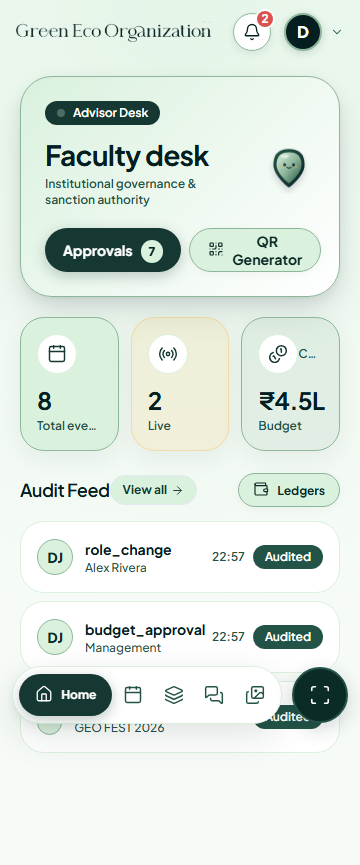 Green Eco Organization
2
D
Advisor Desk
Faculty desk
Institutional governance &
sanction authority
Approvals 7
QR
Generator
C...
8
Total eve...
2
Live
₹4.5L
Budget
Audit Feed
View all →
Ledgers
DJ
role_change
Alex Rivera
22:57
Audited
DJ
budget_approval
Management
22:57
Audited
Home
Audited
GEO FEST 2026